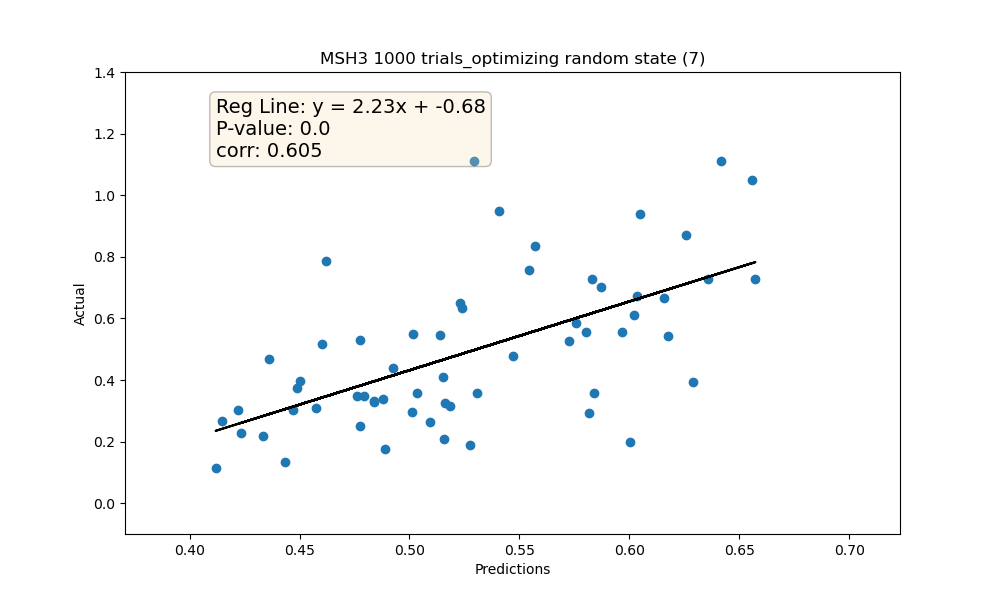 MSH3 1000 trials_optimizing random state (7)
Reg Line: y = 2.23x + -0.68
P-value: 0.0
corr: 0.605
1.4
1.2
1.0
0.8
0.6
0.4
0.2
0.0
Actual
0.40 0.45 0.50 0.55 0.60 0.65 0.70
Predictions